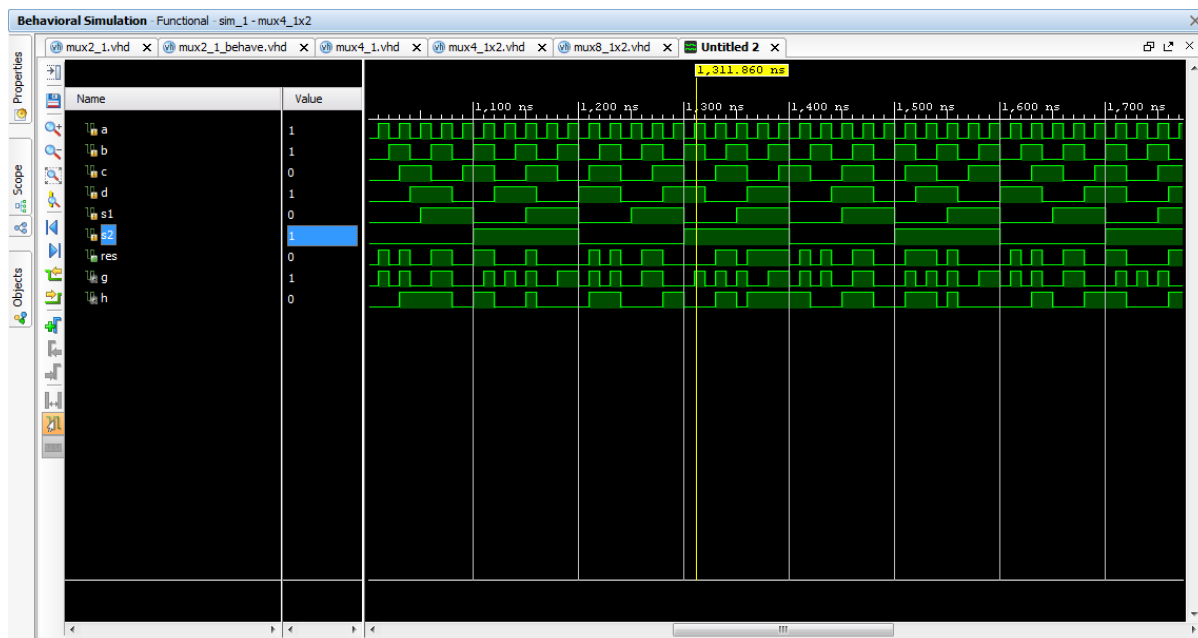 Behavioral Simulation - Functional - sim_1 - mux4_1x2
Properties
Scope
Objects
mux2_1.vhd
mux2_1_behave.vhd
mux4_1.vhd
mux4_1x2.vhd
mux8_1x2.vhd
Untitled 2
1,311.860 ns
Name Value
1,100 ns 1,200 ns 1,300 ns 1,400 ns 1,500 ns 1,600 ns 1,700 ns
a 1
b 1
c 0
d 1
s1 0
s2 1
res 0
g 1
h 0